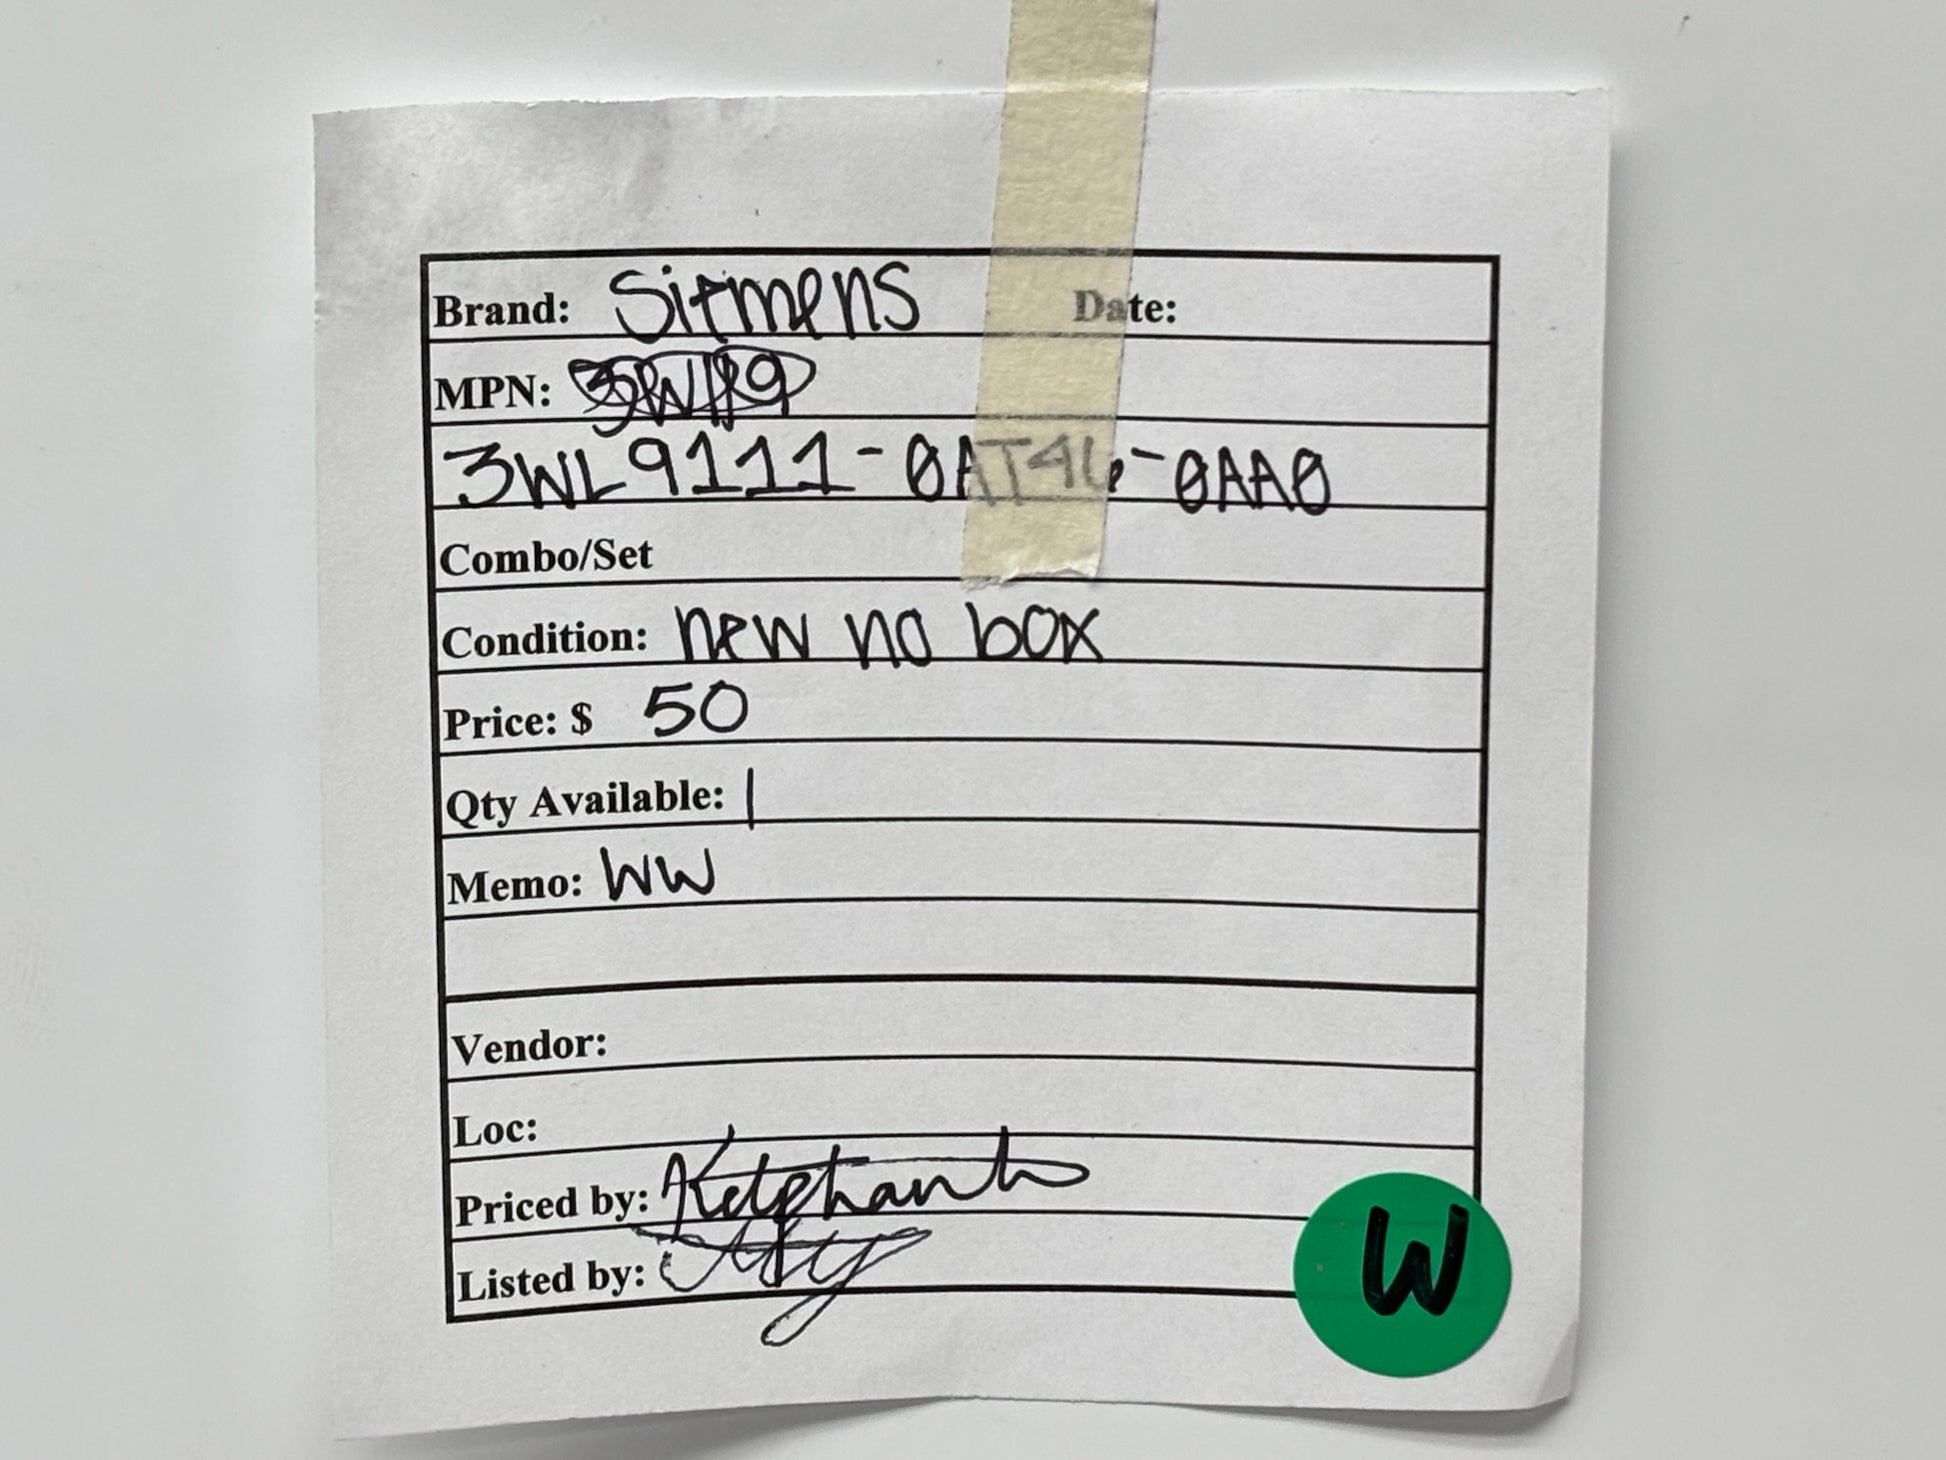 Brand: Siemens Date:
MPN:
3WL9111-0AT46-0AA0
Combo/Set
Condition: new no box
Price: $ 50
Qty Available: 1
Memo: WW
Vendor:
Loc:
Priced by:
Listed by:
W